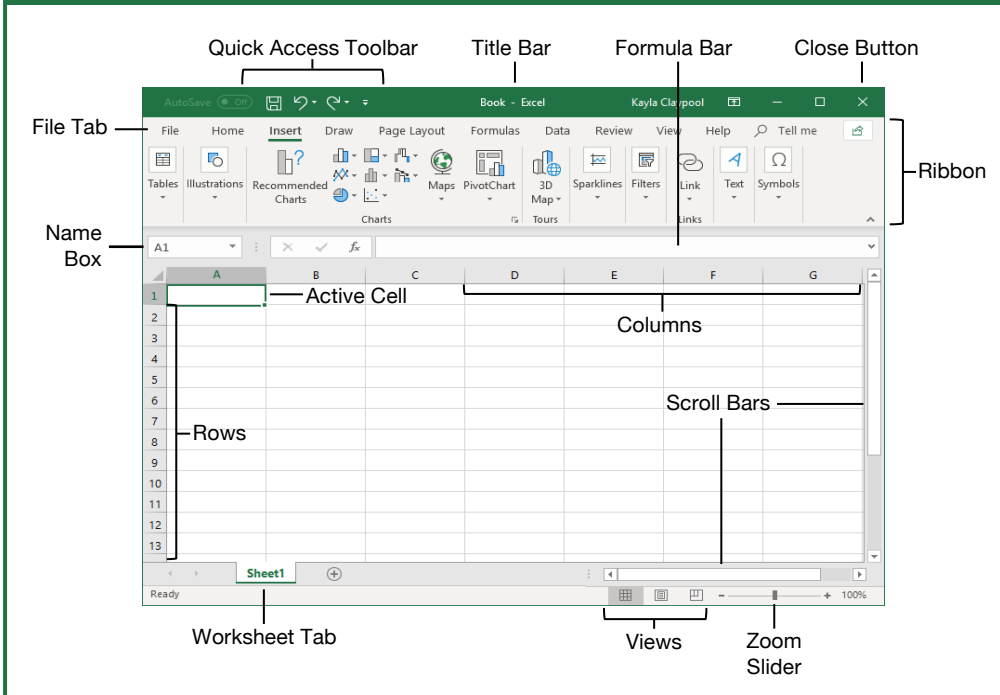 Quick Access Toolbar Title Bar Formula Bar Close Button
AutoSave Off Book - Excel Kayla Claypool
File Tab
File Home Insert Draw Page Layout Formulas Data Review View Help Tell me
Ribbon
Tables Illustrations Recommended Charts Maps PivotChart 3D Map Sparklines Filters Link Text Symbols
Charts Tours Links
Name Box
A1 fx
A B C D E F G
1 Active Cell
2 Columns
3
4
5
6 Scroll Bars
7
8 Rows
9
10
11
12
13
Sheet1
Ready 100%
Worksheet Tab Views Zoom Slider